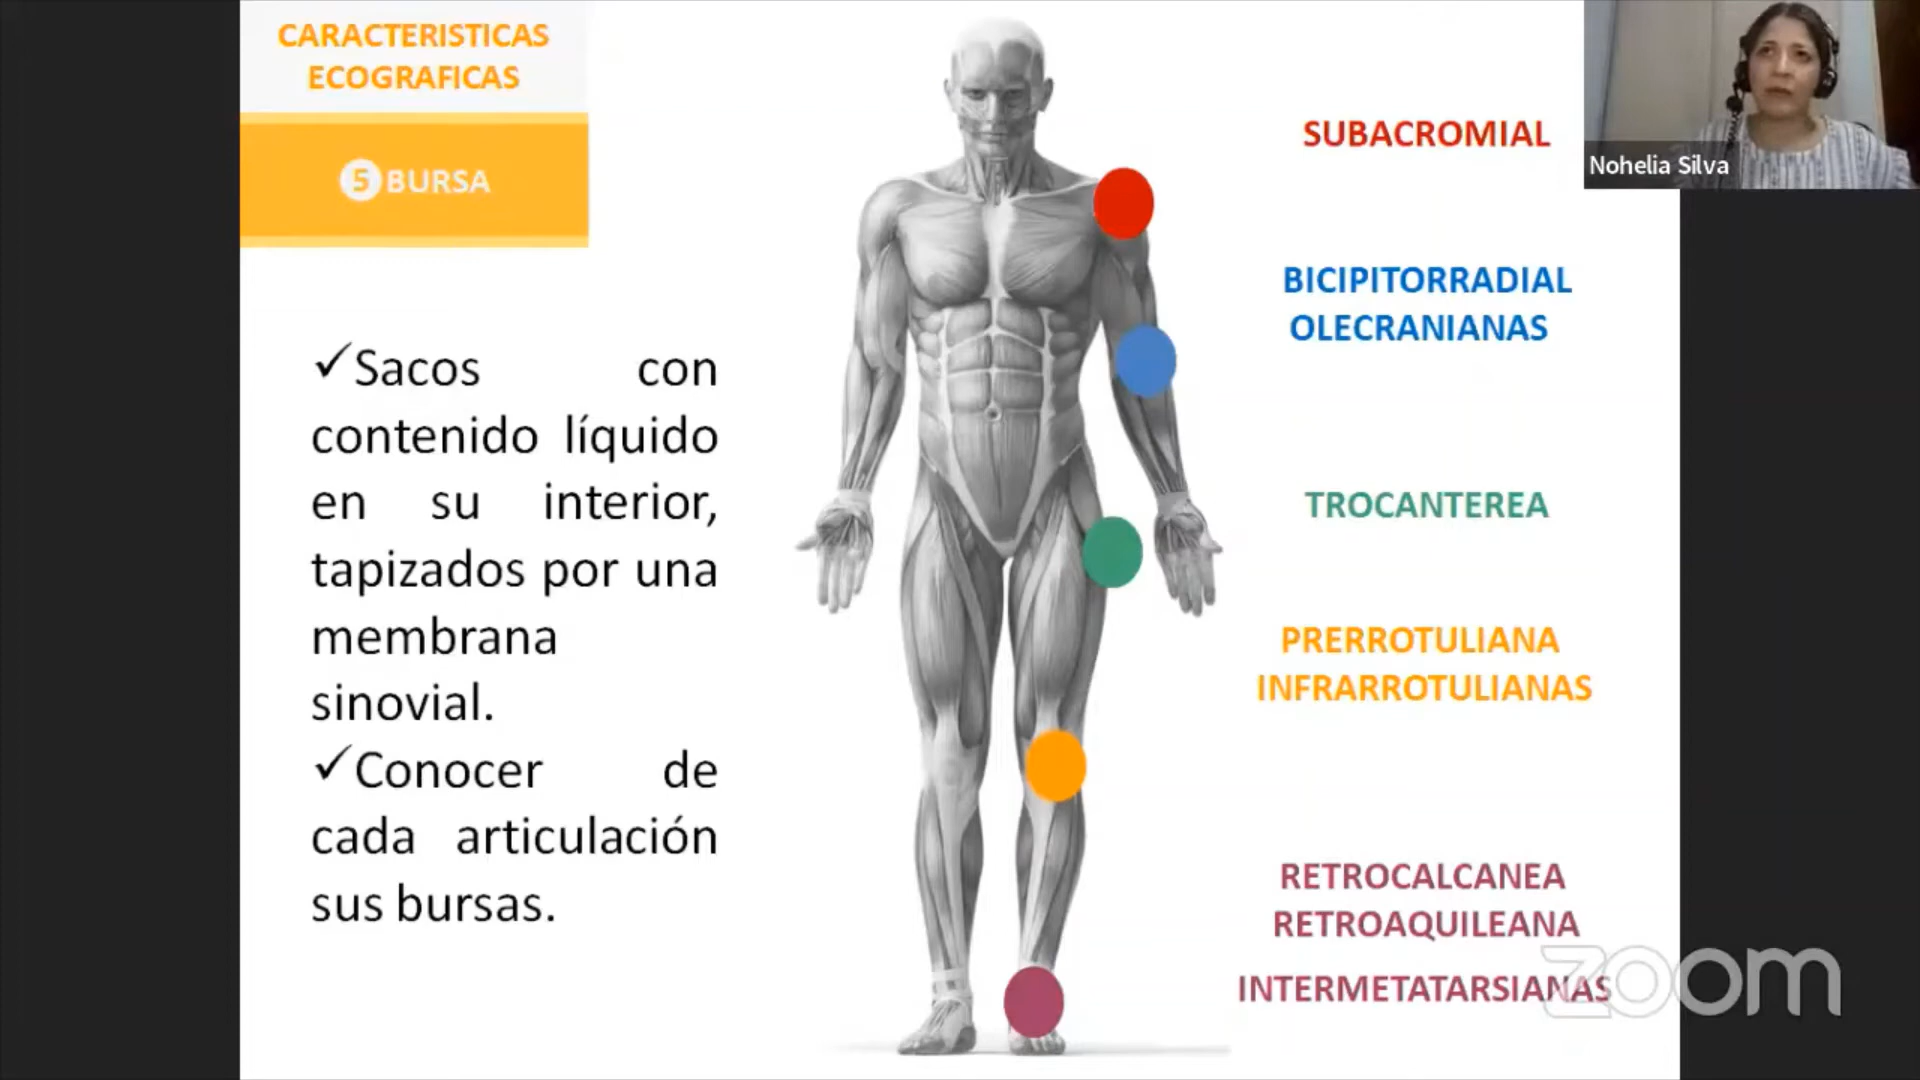 CARACTERISTICAS
ECOGRAFICAS
5 BURSA
✓Sacos con
contenido líquido
en su interior,
tapizados por una
membrana
sinovial.
✓Conocer de
cada articulación
sus bursas.
SUBACROMIAL
BICIPITORRADIAL
OLECRANIANAS
TROCANTEREA
PRERROTULIANA
INFRARROTULIANAS
RETROCALCANEA
RETROAQUILEANA
INTERMETATARSIANAS
Nohelia Silva
zoom